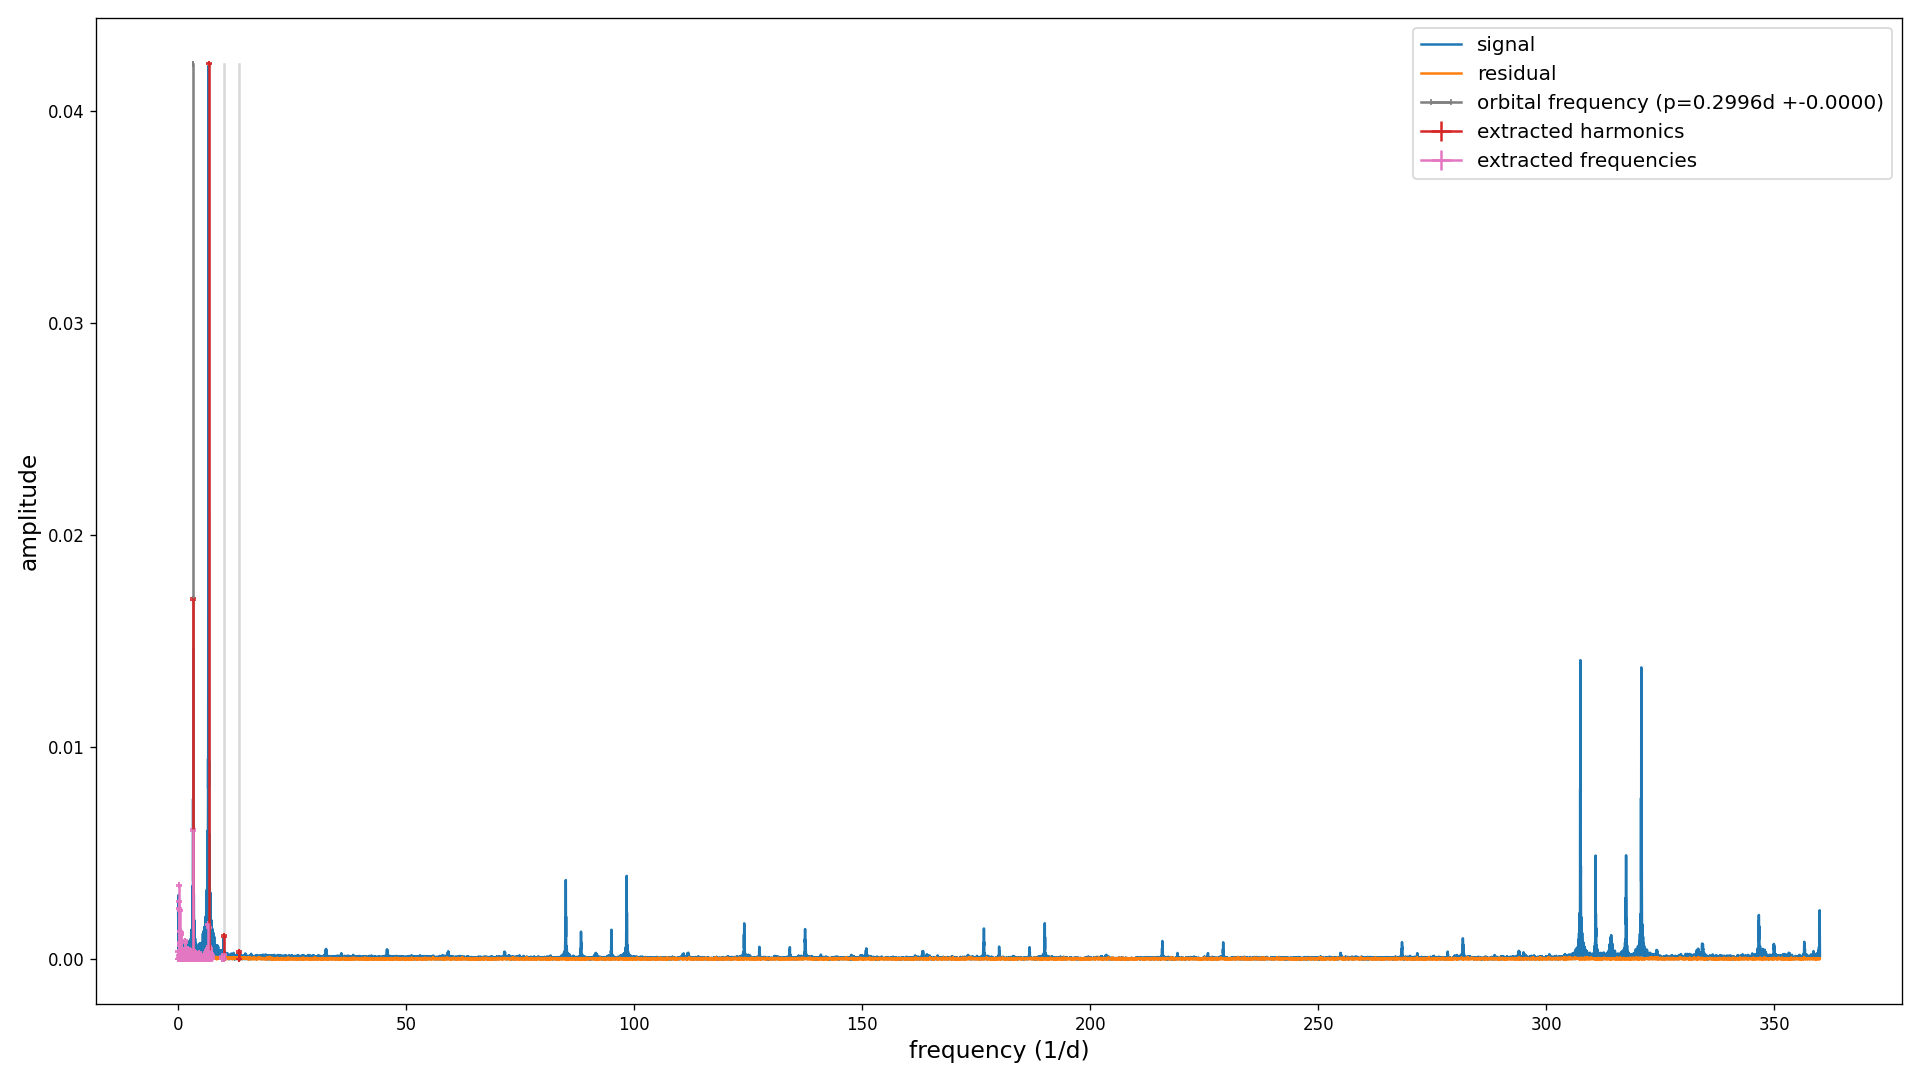 signal
residual
orbital frequency (p=0.2996d +-0.0000)
extracted harmonics
extracted frequencies
amplitude
0.04
0.03
0.02
0.01
0.00
0 50 100 150 200 250 300 350
frequency (1/d)